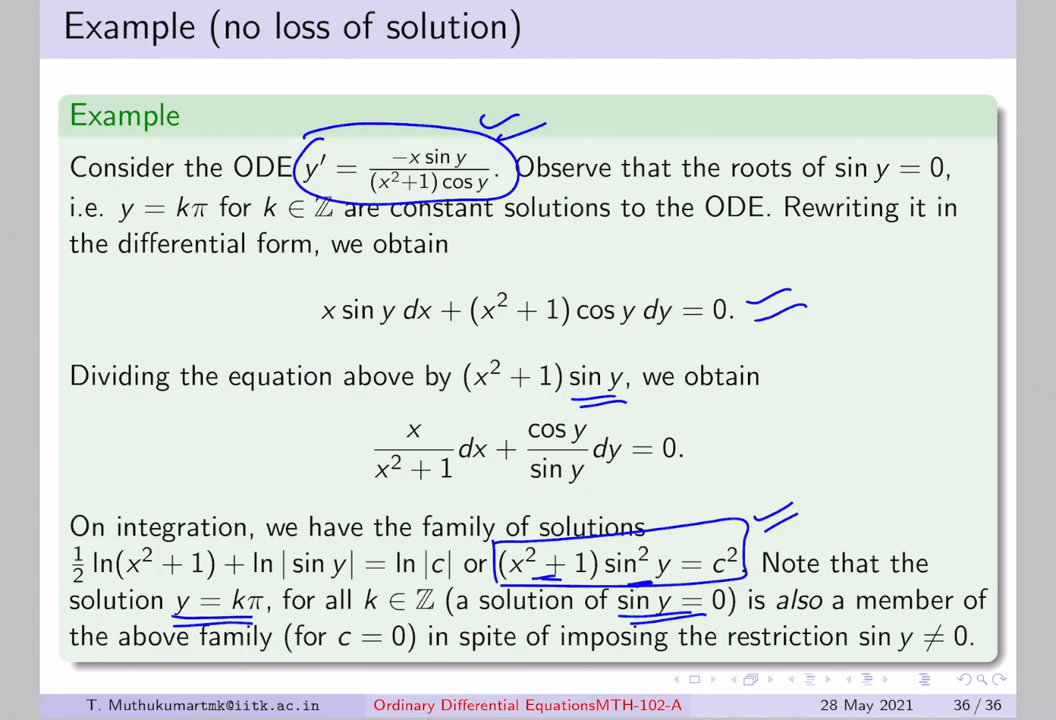 Example (no loss of solution)
Example
Consider the ODE y′ = −x sin y / (x²+1) cos y . Observe that the roots of sin y = 0,
i.e. y = kπ for k ∈ ℤ are constant solutions to the ODE. Rewriting it in
the differential form, we obtain
x sin y dx + (x² + 1) cos y dy = 0.
Dividing the equation above by (x² + 1) sin y, we obtain
x / x² + 1 dx + cos y / sin y dy = 0.
On integration, we have the family of solutions
½ ln(x² + 1) + ln | sin y| = ln |c| or (x² + 1) sin² y = c². Note that the
solution y = kπ, for all k ∈ ℤ (a solution of sin y = 0) is also a member of
the above family (for c = 0) in spite of imposing the restriction sin y ≠ 0.
T. Muthukumartmk@iitk.ac.in Ordinary Differential EquationsMTH-102-A 28 May 2021 36 / 36